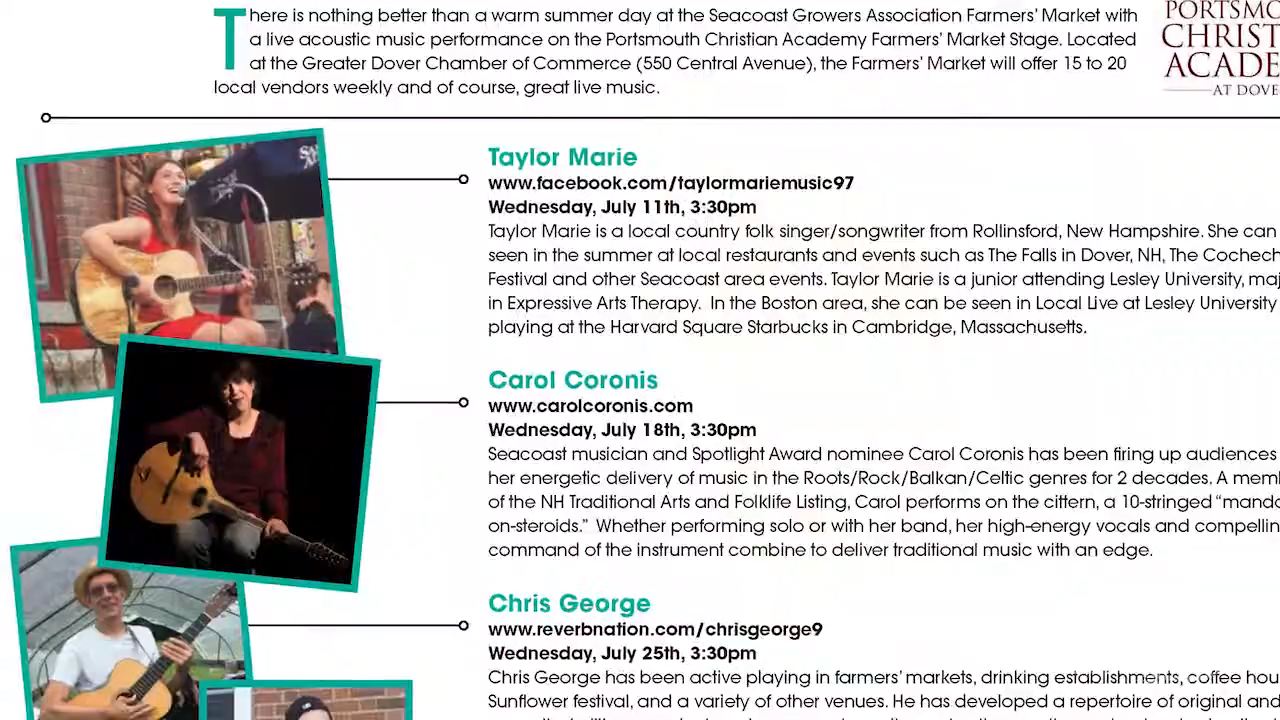 There is nothing better than a warm summer day at the Seacoast Growers Association Farmers' Market with
a live acoustic music performance on the Portsmouth Christian Academy Farmers' Market Stage. Located
at the Greater Dover Chamber of Commerce (550 Central Avenue), the Farmers' Market will offer 15 to 20
local vendors weekly and of course, great live music.
PORTSMO
CHRIST
ACADE
AT DOVE
Taylor Marie
www.facebook.com/taylormariemusic97
Wednesday, July 11th, 3:30pm
Taylor Marie is a local country folk singer/songwriter from Rollinsford, New Hampshire. She can
seen in the summer at local restaurants and events such as The Falls in Dover, NH, The Cochech
Festival and other Seacoast area events. Taylor Marie is a junior attending Lesley University, maj
in Expressive Arts Therapy. In the Boston area, she can be seen in Local Live at Lesley University
playing at the Harvard Square Starbucks in Cambridge, Massachusetts.
Carol Coronis
www.carolcoronis.com
Wednesday, July 18th, 3:30pm
Seacoast musician and Spotlight Award nominee Carol Coronis has been firing up audiences
her energetic delivery of music in the Roots/Rock/Balkan/Celtic genres for 2 decades. A mem
of the NH Traditional Arts and Folklife Listing, Carol performs on the cittern, a 10-stringed "mando
on-steroids." Whether performing solo or with her band, her high-energy vocals and compellin
command of the instrument combine to deliver traditional music with an edge.
Chris George
www.reverbnation.com/chrisgeorge9
Wednesday, July 25th, 3:30pm
Chris George has been active playing in farmers' markets, drinking establishments, coffee hou
Sunflower festival, and a variety of other venues. He has developed a repertoire of original and